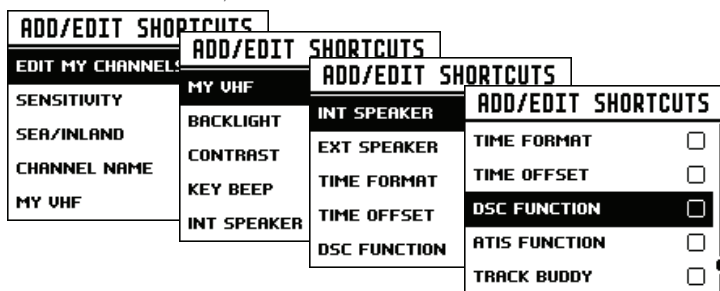 ADD/EDIT SHORTCUTS
EDIT MY CHANNELS
SENSITIVITY
SEA/INLAND
CHANNEL NAME
MY VHF
ADD/EDIT SHORTCUTS
MY VHF
BACKLIGHT
CONTRAST
KEY BEEP
INT SPEAKER
ADD/EDIT SHORTCUTS
INT SPEAKER
EXT SPEAKER
TIME FORMAT
TIME OFFSET
DSC FUNCTION
ADD/EDIT SHORTCUTS
TIME FORMAT
TIME OFFSET
DSC FUNCTION
ATIS FUNCTION
TRACK BUDDY